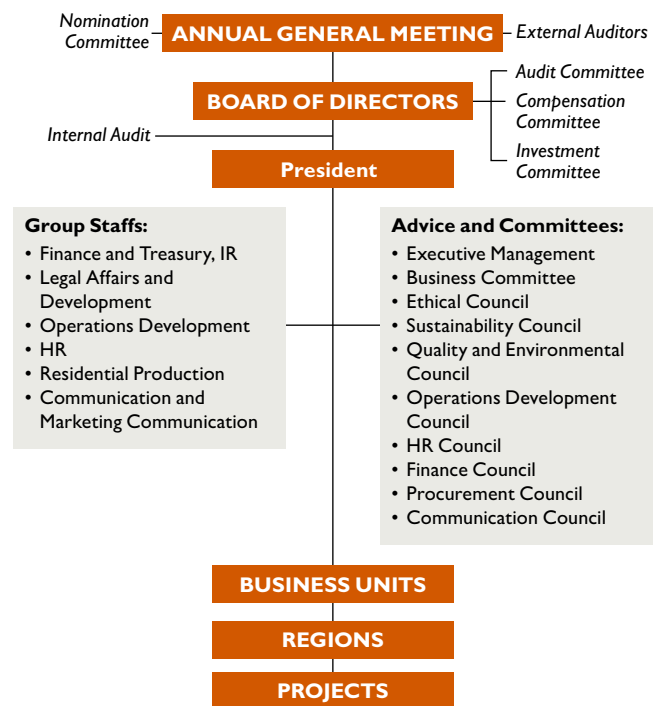 Nomination
Committee
ANNUAL GENERAL MEETING
External Auditors
BOARD OF DIRECTORS
Audit Committee
Compensation
Committee
Investment
Committee
Internal Audit
President
Group Staffs:
• Finance and Treasury, IR
• Legal Affairs and
Development
• Operations Development
• HR
• Residential Production
• Communication and
Marketing Communication
Advice and Committees:
• Executive Management
• Business Committee
• Ethical Council
• Sustainability Council
• Quality and Environmental
Council
• Operations Development
Council
• HR Council
• Finance Council
• Procurement Council
• Communication Council
BUSINESS UNITS
REGIONS
PROJECTS